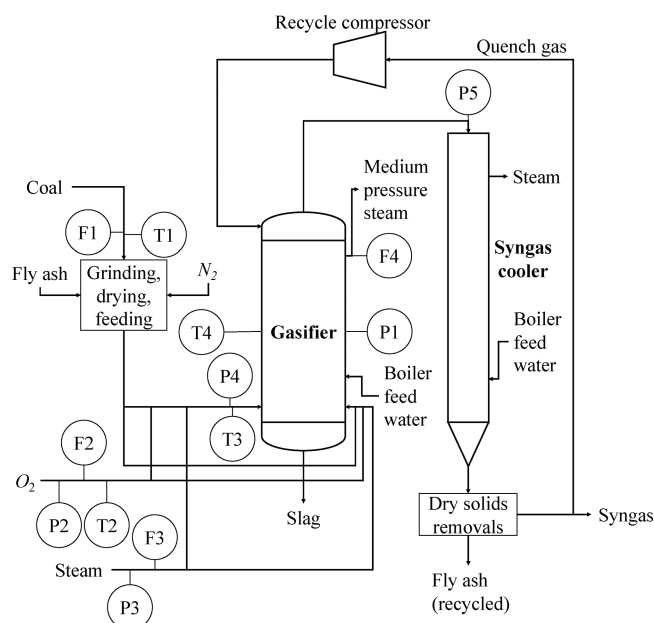 Recycle compressor
Quench gas
P5
Coal
Medium
pressure
steam
Steam
F1
T1
F4
Syngas
cooler
Fly ash
Grinding,
drying,
feeding
N2
T4
Gasifier
P1
Boiler
feed
water
P4
Boiler
feed
water
T3
F2
O2
P2
T2
Slag
Dry solids
removals
Syngas
F3
Steam
P3
Fly ash
(recycled)